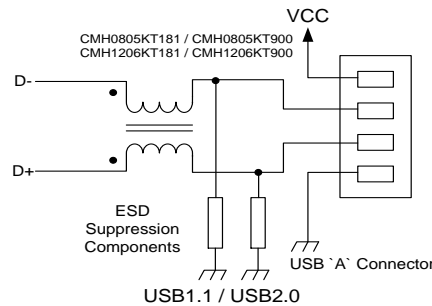 VCC
CMH0805KT181 / CMH0805KT900
CMH1206KT181 / CMH1206KT900
D-
D+
ESD
Suppression
Components
USB `A` Connector
USB1.1 / USB2.0